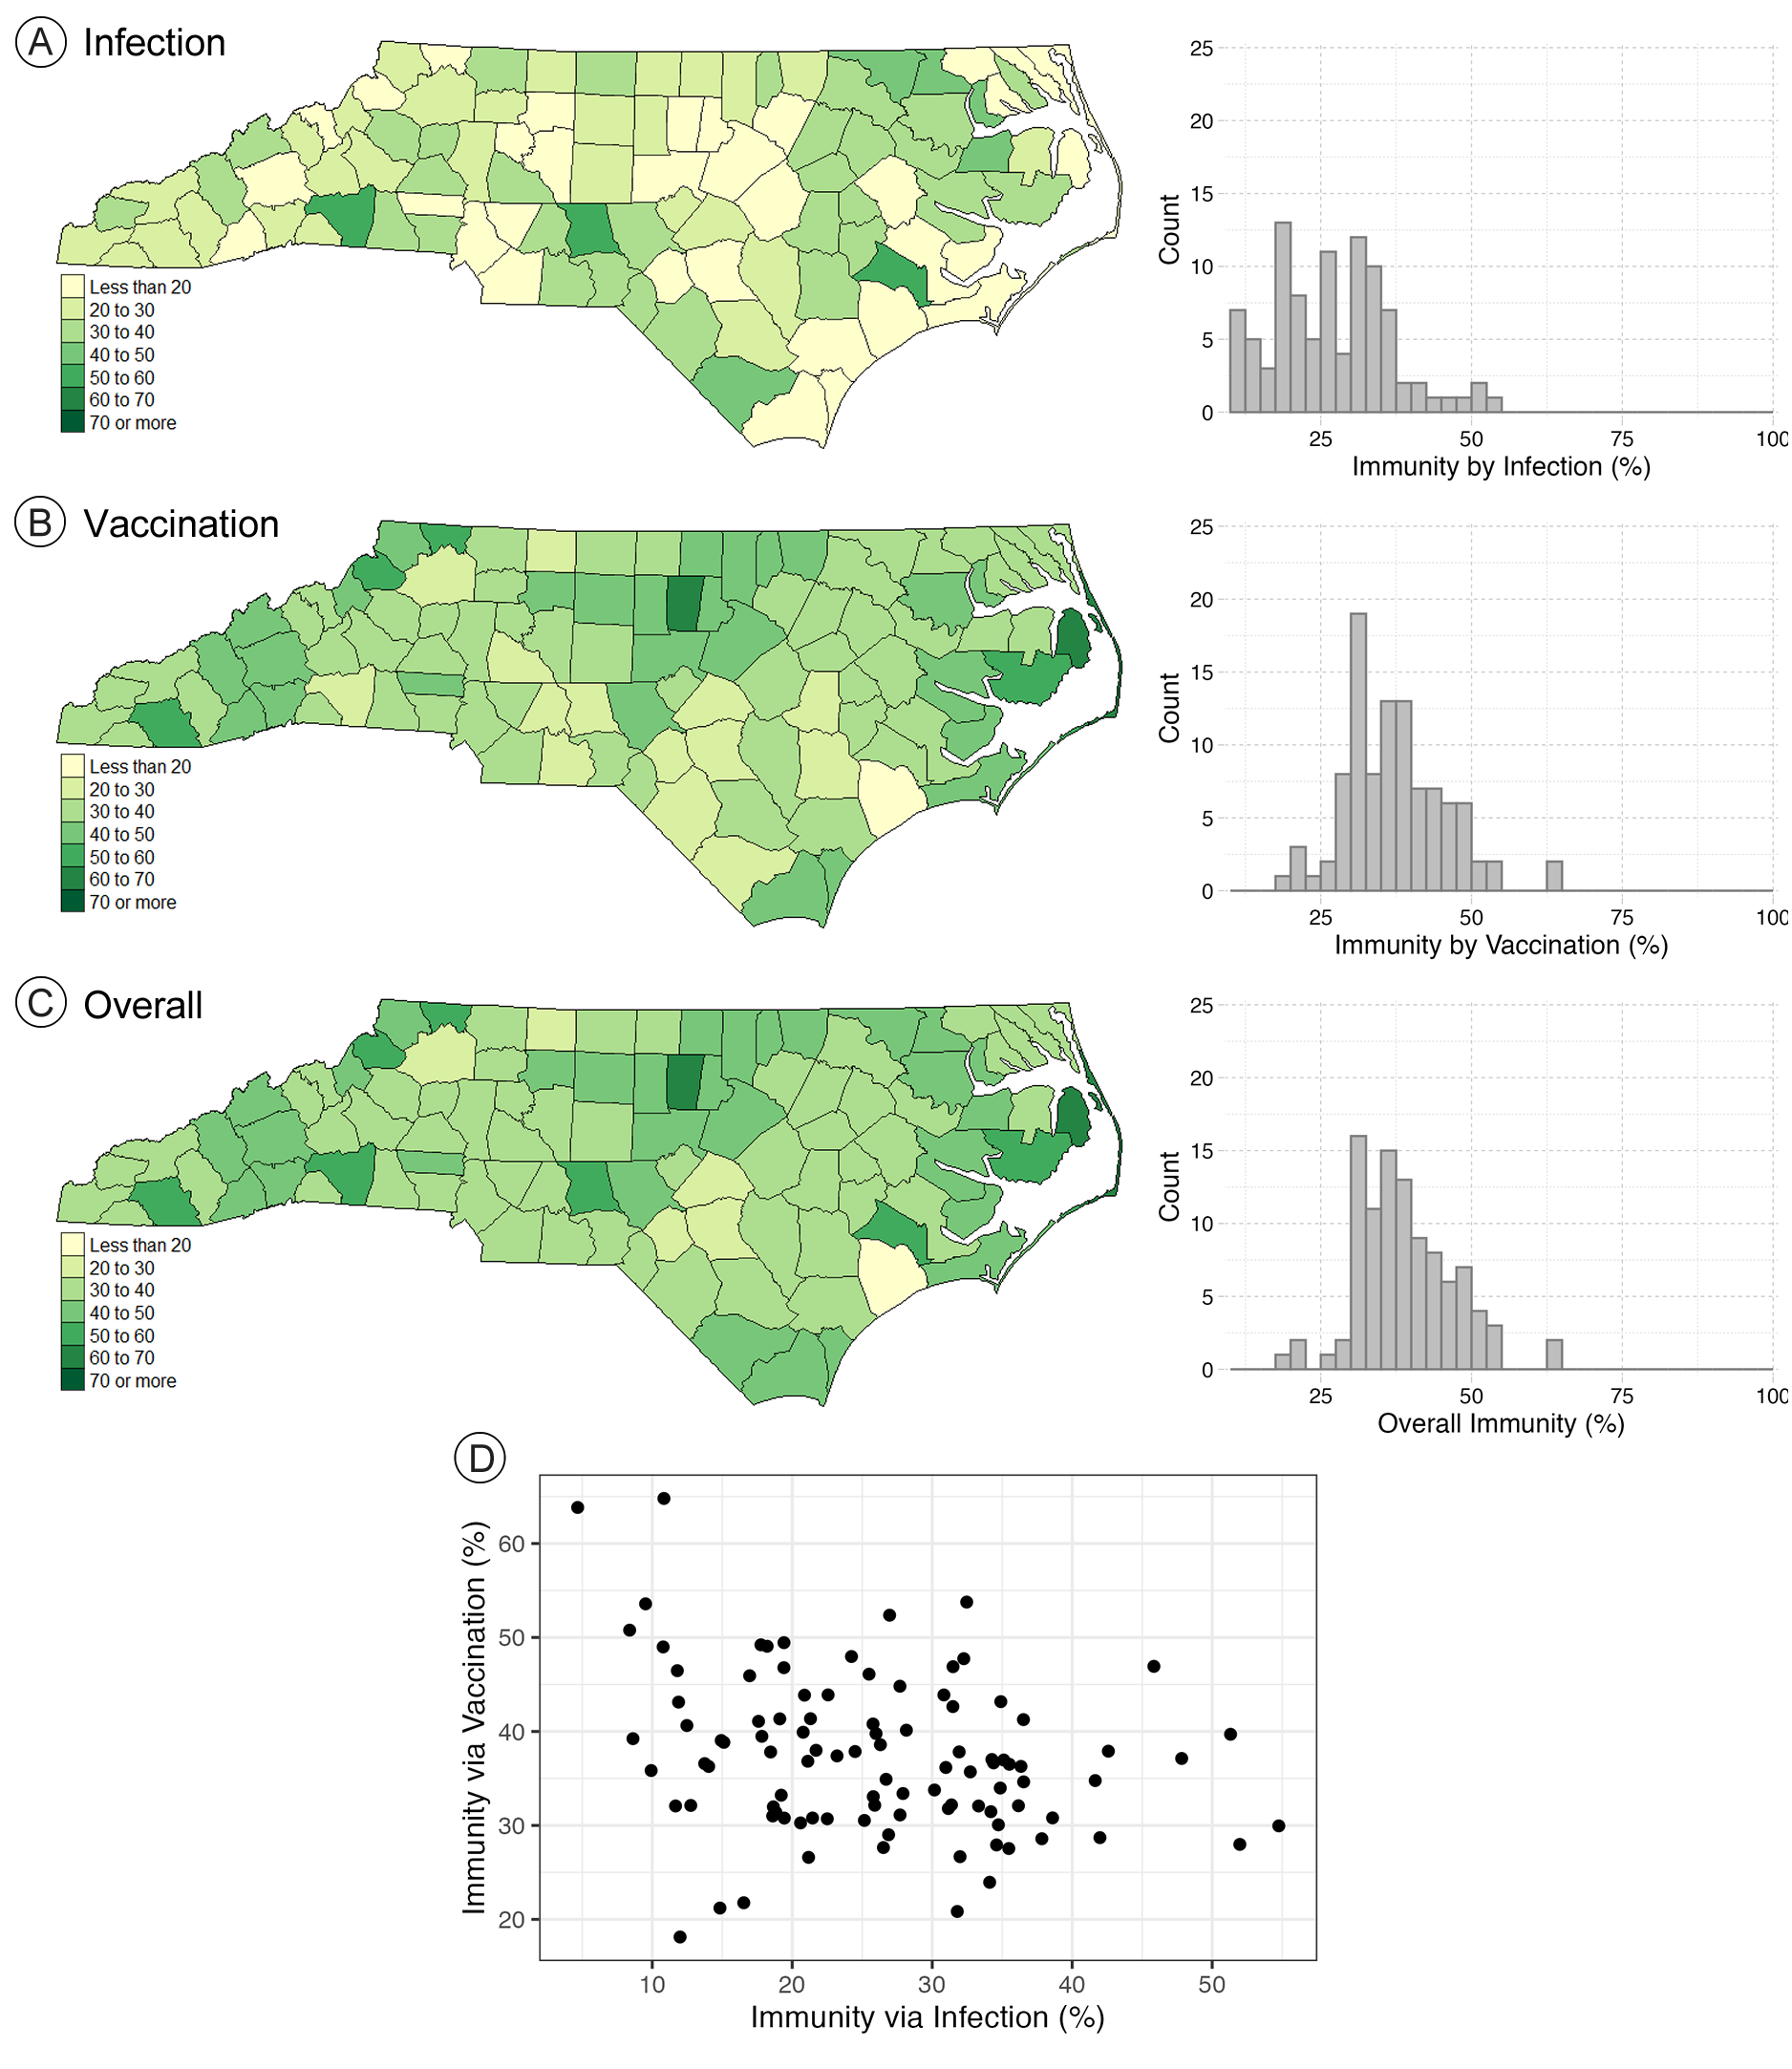 A Infection
Less than 20
20 to 30
30 to 40
40 to 50
50 to 60
60 to 70
70 or more
25
20
15
10
5
0
Count
25 50 75 100
Immunity by Infection (%)
B Vaccination
Less than 20
20 to 30
30 to 40
40 to 50
50 to 60
60 to 70
70 or more
25
20
15
10
5
0
Count
25 50 75 100
Immunity by Vaccination (%)
C Overall
Less than 20
20 to 30
30 to 40
40 to 50
50 to 60
60 to 70
70 or more
25
20
15
10
5
0
Count
25 50 75 100
Overall Immunity (%)
D
Immunity via Vaccination (%)
60
50
40
30
20
10 20 30 40 50
Immunity via Infection (%)